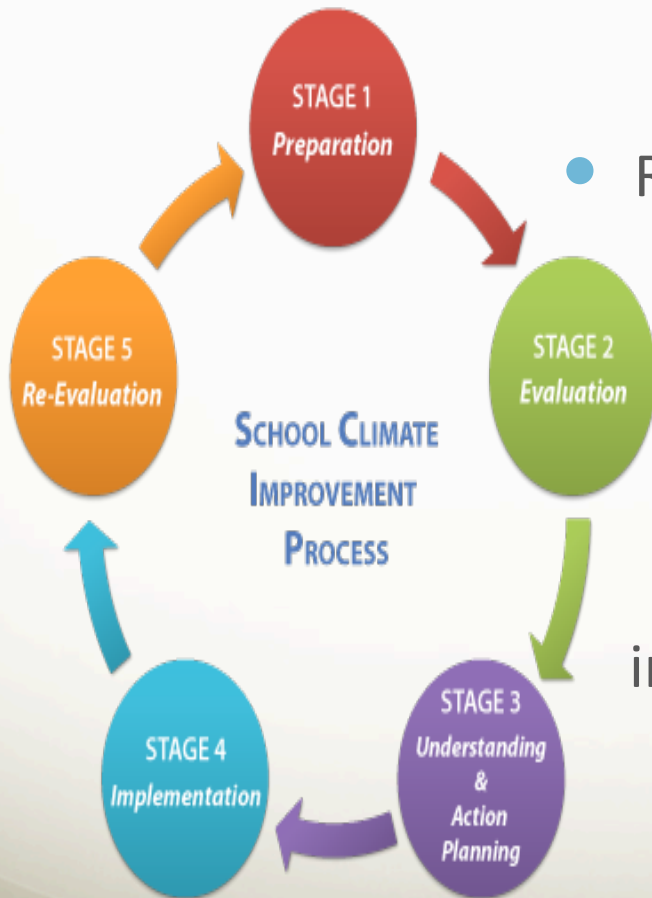 STAGE 1
Preparation
STAGE 2
Evaluation
STAGE 3
Understanding
&
Action
Planning
STAGE 4
Implementation
STAGE 5
Re-Evaluation
SCHOOL CLIMATE
IMPROVEMENT
PROCESS